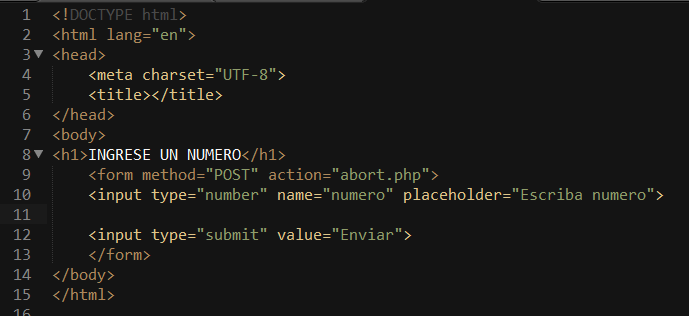 1 <!DOCTYPE html>
2 <html lang="en">
3 <head>
4 <meta charset="UTF-8">
5 <title></title>
6 </head>
7 <body>
8 <h1>INGRESE UN NUMERO</h1>
9 <form method="POST" action="abort.php">
10 <input type="number" name="numero" placeholder="Escriba numero">
11
12 <input type="submit" value="Enviar">
13 </form>
14 </body>
15 </html>
16